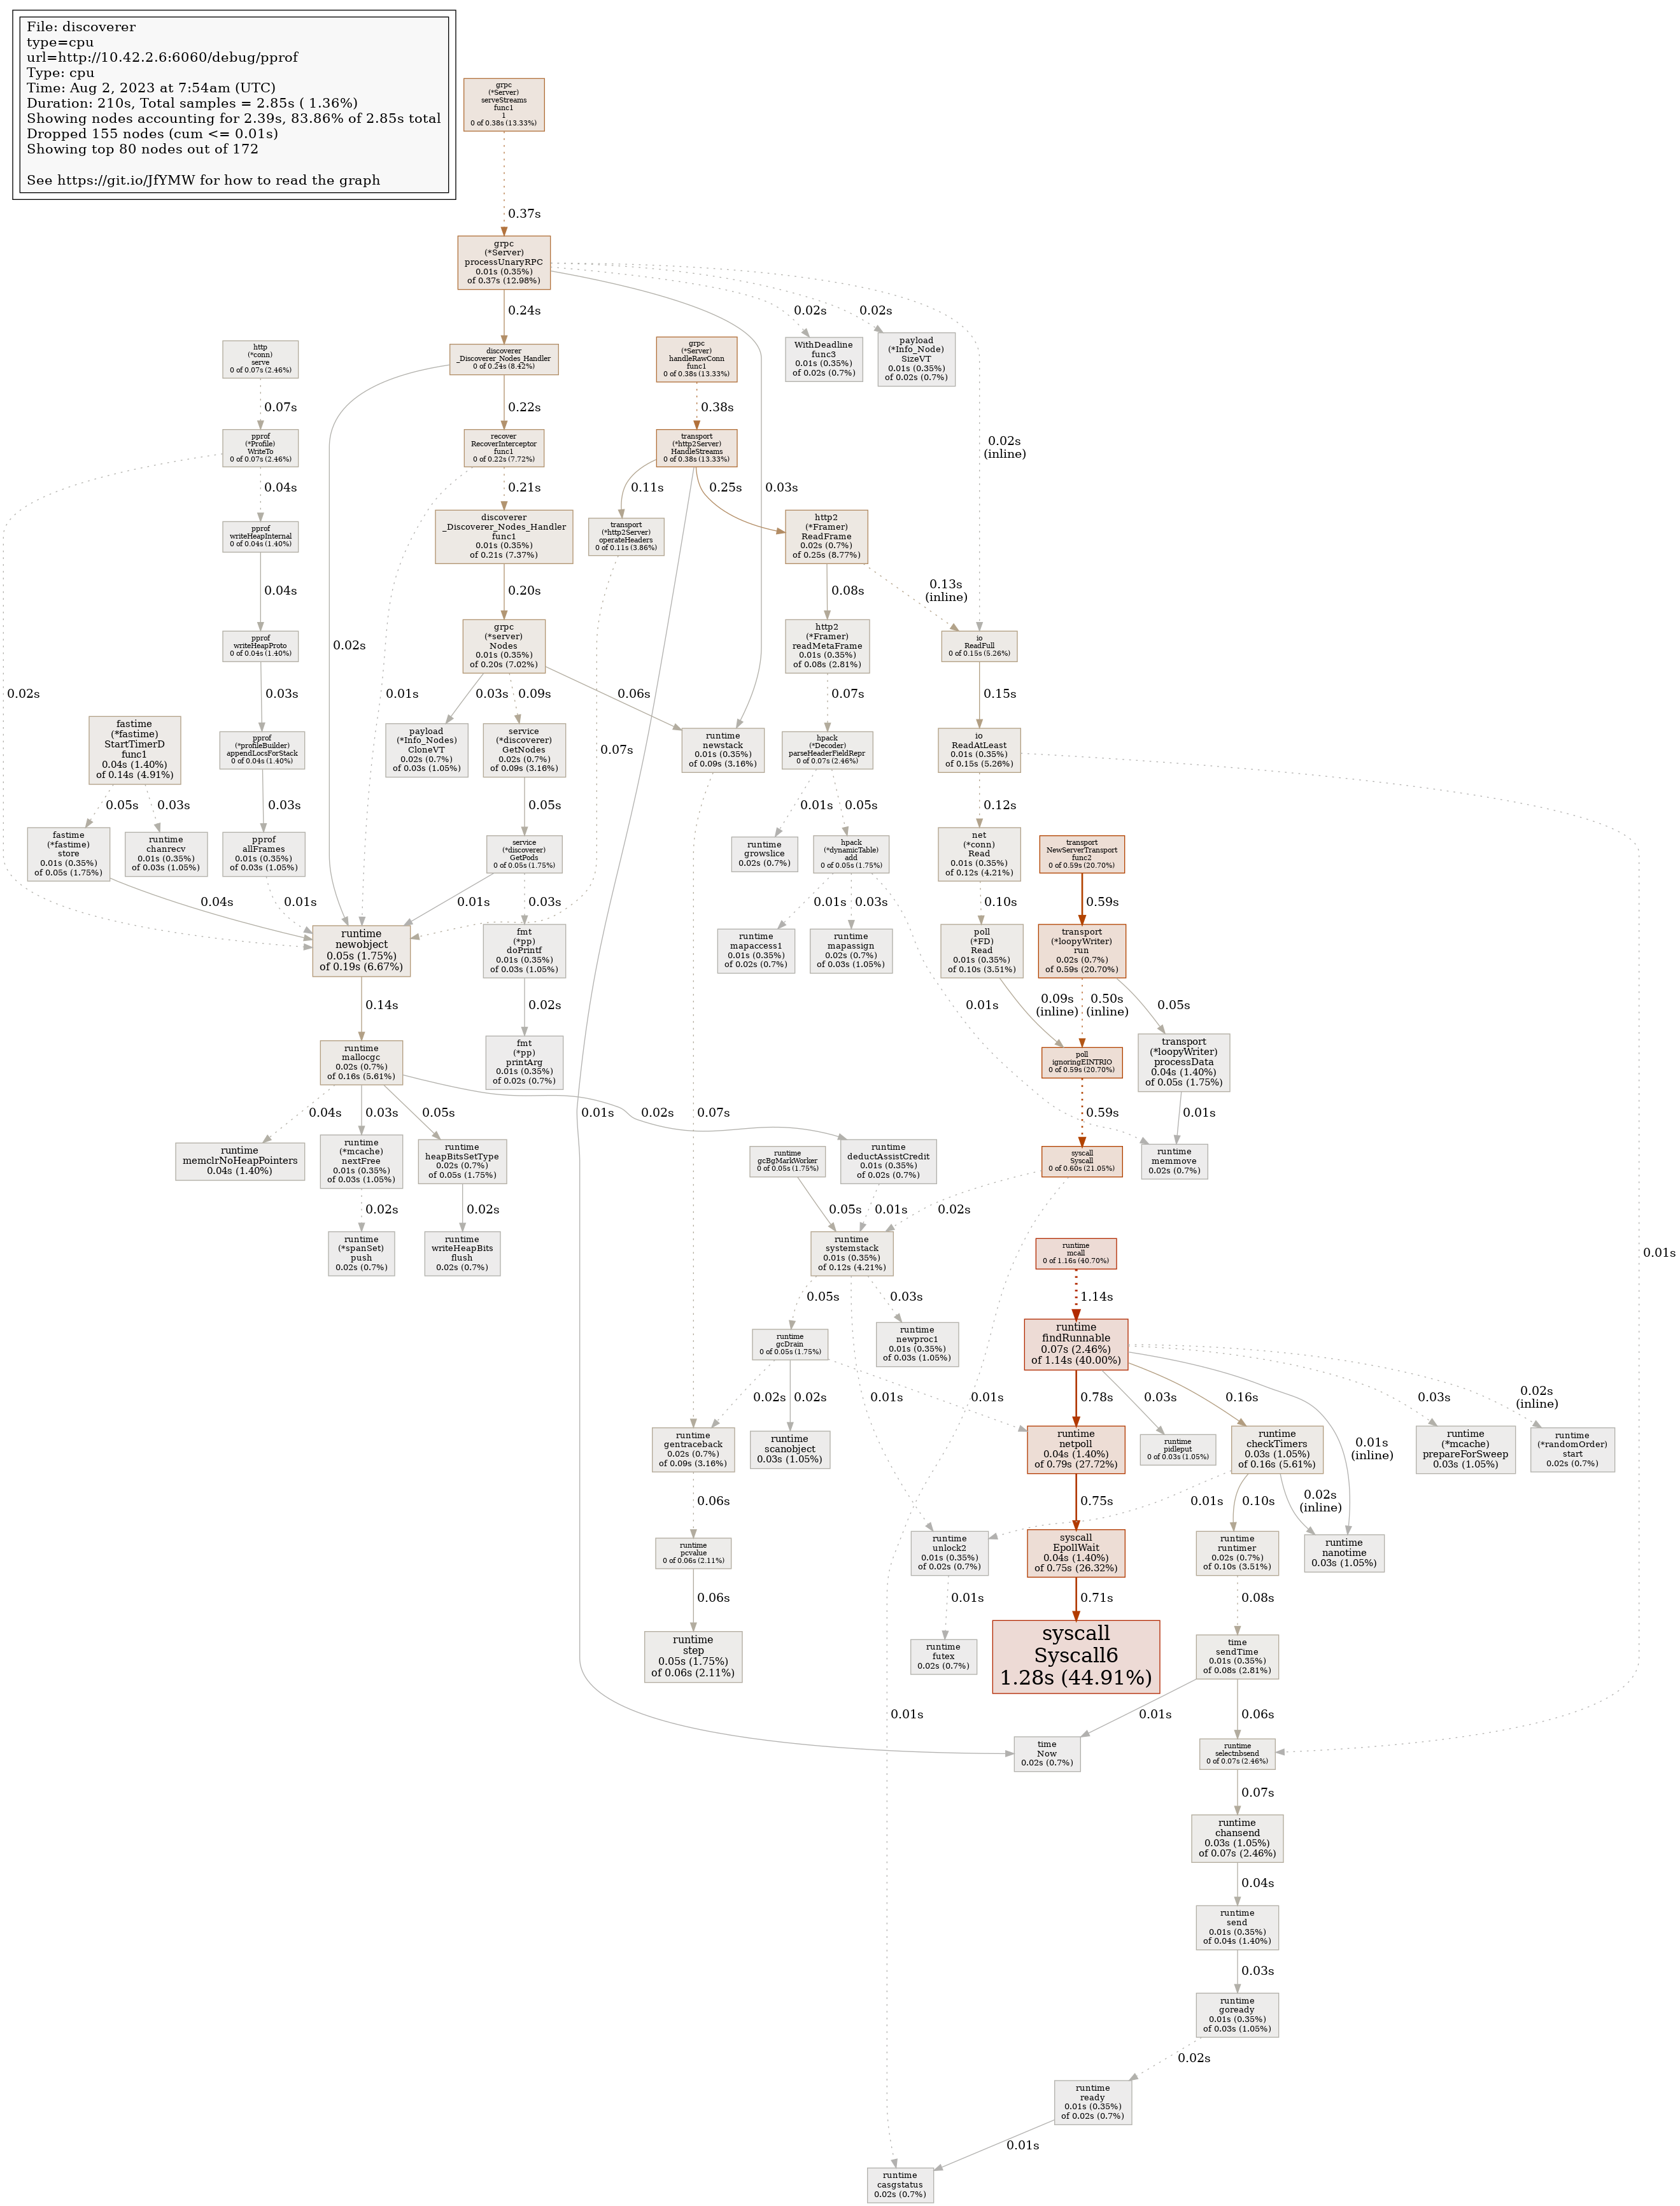 File: discoverer
type=cpu
url=http://10.42.2.6:6060/debug/pprof
Type: cpu
Time: Aug 2, 2023 at 7:54am (UTC)
Duration: 210s, Total samples = 2.85s ( 1.36%)
Showing nodes accounting for 2.39s, 83.86% of 2.85s total
Dropped 155 nodes (cum <= 0.01s)
Showing top 80 nodes out of 172
See https://git.io/JfYMW for how to read the graph
grpc
(*Server)
serveStreams
func1
1
0 of 0.38s (13.33%)
0.37s
grpc
(*Server)
processUnaryRPC
0.01s (0.35%)
of 0.37s (12.98%)
0.24s
0.02s
0.02s
http
(*conn)
serve
0 of 0.07s (2.46%)
discoverer
_Discoverer_Nodes_Handler
0 of 0.24s (8.42%)
grpc
(*Server)
handleRawConn
func1
0 of 0.38s (13.33%)
WithDeadline
func3
0.01s (0.35%)
of 0.02s (0.7%)
payload
(*Info_Node)
SizeVT
0.01s (0.35%)
of 0.02s (0.7%)
0.07s
0.22s
0.38s
pprof
(*Profile)
WriteTo
0 of 0.07s (2.46%)
recover
RecoverInterceptor
func1
0 of 0.22s (7.72%)
transport
(*http2Server)
HandleStreams
0 of 0.38s (13.33%)
0.02s
(inline)
0.04s
0.21s
0.11s
0.25s
0.03s
pprof
writeHeapInternal
0 of 0.04s (1.40%)
discoverer
_Discoverer_Nodes_Handler
func1
0.01s (0.35%)
of 0.21s (7.37%)
transport
(*http2Server)
operateHeaders
0 of 0.11s (3.86%)
http2
(*Framer)
ReadFrame
0.02s (0.7%)
of 0.25s (8.77%)
0.04s
0.20s
0.08s
0.13s
(inline)
pprof
writeHeapProto
0 of 0.04s (1.40%)
0.02s
grpc
(*server)
Nodes
0.01s (0.35%)
of 0.20s (7.02%)
http2
(*Framer)
readMetaFrame
0.01s (0.35%)
of 0.08s (2.81%)
io
ReadFull
0 of 0.15s (5.26%)
0.02s
0.03s
0.01s
0.03s
0.09s
0.06s
0.07s
0.15s
fastime
(*fastime)
StartTimerD
func1
0.04s (1.40%)
of 0.14s (4.91%)
pprof
(*profileBuilder)
appendLocsForStack
0 of 0.04s (1.40%)
payload
(*Info_Nodes)
CloneVT
0.02s (0.7%)
of 0.03s (1.05%)
service
(*discoverer)
GetNodes
0.02s (0.7%)
of 0.09s (3.16%)
0.07s
runtime
newstack
0.01s (0.35%)
of 0.09s (3.16%)
hpack
(*Decoder)
parseHeaderFieldRepr
0 of 0.07s (2.46%)
io
ReadAtLeast
0.01s (0.35%)
of 0.15s (5.26%)
0.05s
0.03s
0.03s
0.05s
0.01s
0.05s
0.12s
fastime
(*fastime)
store
0.01s (0.35%)
of 0.05s (1.75%)
runtime
chanrecv
0.01s (0.35%)
of 0.03s (1.05%)
pprof
allFrames
0.01s (0.35%)
of 0.03s (1.05%)
service
(*discoverer)
GetPods
0 of 0.05s (1.75%)
runtime
growslice
0.02s (0.7%)
hpack
(*dynamicTable)
add
0 of 0.05s (1.75%)
net
(*conn)
Read
0.01s (0.35%)
of 0.12s (4.21%)
transport
NewServerTransport
func2
0 of 0.59s (20.70%)
0.04s
0.01s
0.01s
0.03s
0.01s
0.03s
0.10s
0.59s
runtime
newobject
0.05s (1.75%)
of 0.19s (6.67%)
fmt
(*pp)
doPrintf
0.01s (0.35%)
of 0.03s (1.05%)
runtime
mapaccess1
0.01s (0.35%)
of 0.02s (0.7%)
runtime
mapassign
0.02s (0.7%)
of 0.03s (1.05%)
poll
(*FD)
Read
0.01s (0.35%)
of 0.10s (3.51%)
transport
(*loopyWriter)
run
0.02s (0.7%)
of 0.59s (20.70%)
0.14s
0.02s
0.01s
0.09s
(inline)
0.50s
(inline)
0.05s
runtime
mallocgc
0.02s (0.7%)
of 0.16s (5.61%)
fmt
(*pp)
printArg
0.01s (0.35%)
of 0.02s (0.7%)
poll
ignoringEINTRIO
0 of 0.59s (20.70%)
transport
(*loopyWriter)
processData
0.04s (1.40%)
of 0.05s (1.75%)
0.04s
0.03s
0.05s
0.02s
0.01s
0.07s
0.59s
0.01s
runtime
memclrNoHeapPointers
0.04s (1.40%)
runtime
(*mcache)
nextFree
0.01s (0.35%)
of 0.03s (1.05%)
runtime
heapBitsSetType
0.02s (0.7%)
of 0.05s (1.75%)
runtime
gcBgMarkWorker
0 of 0.05s (1.75%)
runtime
deductAssistCredit
0.01s (0.35%)
of 0.02s (0.7%)
syscall
Syscall
0 of 0.60s (21.05%)
runtime
memmove
0.02s (0.7%)
0.02s
0.02s
0.05s
0.01s
0.02s
runtime
(*spanSet)
push
0.02s (0.7%)
runtime
writeHeapBits
flush
0.02s (0.7%)
runtime
systemstack
0.01s (0.35%)
of 0.12s (4.21%)
runtime
mcall
0 of 1.16s (40.70%)
0.01s
0.05s
0.03s
1.14s
runtime
gcDrain
0 of 0.05s (1.75%)
runtime
newproc1
0.01s (0.35%)
of 0.03s (1.05%)
runtime
findRunnable
0.07s (2.46%)
of 1.14s (40.00%)
0.02s
0.02s
0.01s
0.01s
0.78s
0.03s
0.16s
0.03s
0.02s
(inline)
runtime
gentraceback
0.02s (0.7%)
of 0.09s (3.16%)
runtime
scanobject
0.03s (1.05%)
runtime
netpoll
0.04s (1.40%)
of 0.79s (27.72%)
runtime
pidleput
0 of 0.03s (1.05%)
runtime
checkTimers
0.03s (1.05%)
of 0.16s (5.61%)
0.01s
(inline)
runtime
(*mcache)
prepareForSweep
0.03s (1.05%)
runtime
(*randomOrder)
start
0.02s (0.7%)
0.06s
0.75s
0.01s
0.10s
0.02s
(inline)
runtime
pcvalue
0 of 0.06s (2.11%)
runtime
unlock2
0.01s (0.35%)
of 0.02s (0.7%)
syscall
EpollWait
0.04s (1.40%)
of 0.75s (26.32%)
runtime
runtimer
0.02s (0.7%)
of 0.10s (3.51%)
runtime
nanotime
0.03s (1.05%)
0.06s
0.01s
0.71s
0.08s
runtime
step
0.05s (1.75%)
of 0.06s (2.11%)
runtime
futex
0.02s (0.7%)
syscall
Syscall6
1.28s (44.91%)
time
sendTime
0.01s (0.35%)
of 0.08s (2.81%)
0.01s
0.01s
0.06s
time
Now
0.02s (0.7%)
runtime
selectnbsend
0 of 0.07s (2.46%)
0.07s
runtime
chansend
0.03s (1.05%)
of 0.07s (2.46%)
0.04s
runtime
send
0.01s (0.35%)
of 0.04s (1.40%)
0.03s
runtime
goready
0.01s (0.35%)
of 0.03s (1.05%)
0.02s
runtime
ready
0.01s (0.35%)
of 0.02s (0.7%)
0.01s
runtime
casgstatus
0.02s (0.7%)